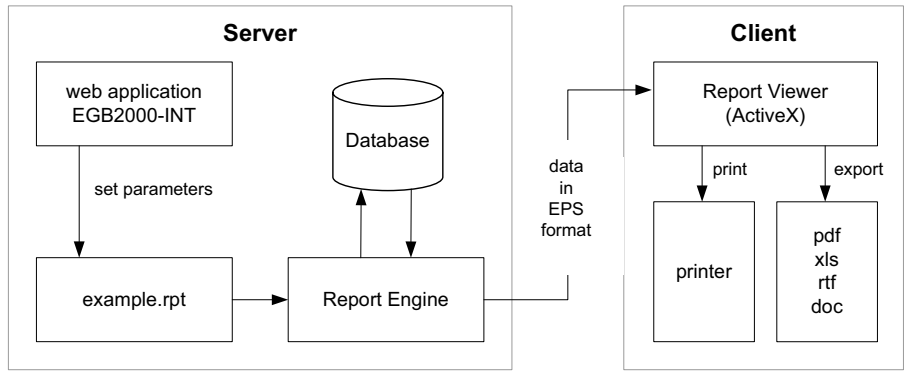 Server
web application
EGB2000-INT
set parameters
example.rpt
Database
Report Engine
data
in
EPS
format
Client
Report Viewer
(ActiveX)
print
export
printer
pdf
xls
rtf
doc